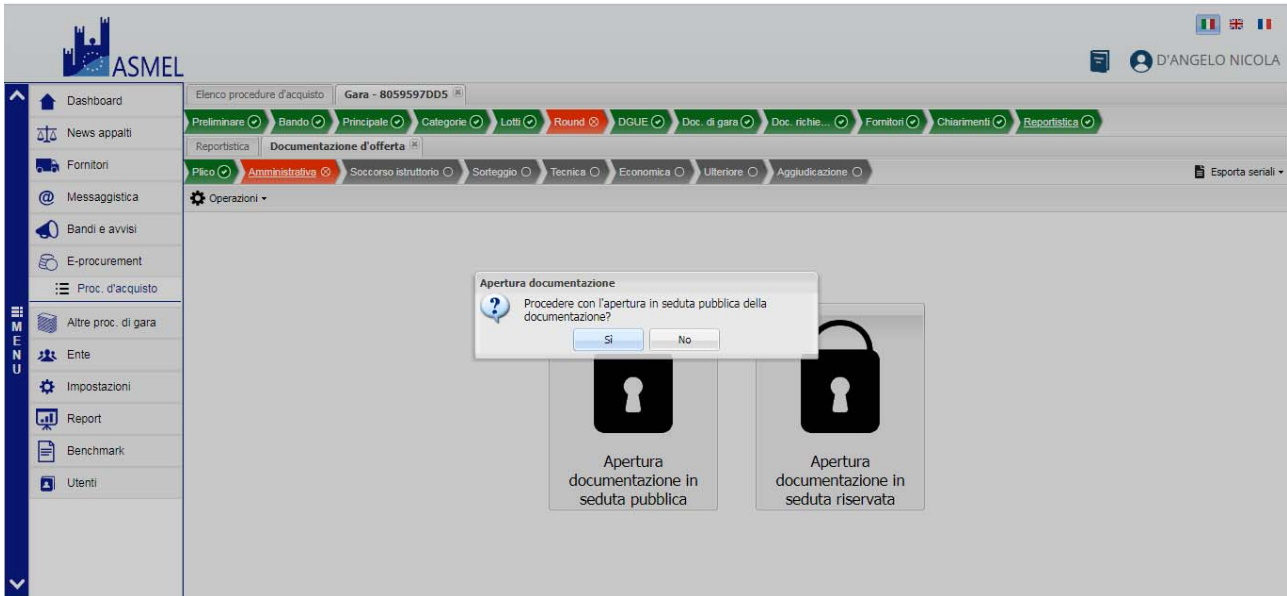 ASMEL
D'ANGELO NICOLA
Dashboard
News appalti
Fornitori
Messaggistica
Bandi e avvisi
E-procurement
Proc. d'acquisto
Altre proc. di gara
Ente
Impostazioni
Report
Benchmark
Utenti
MENU
Elenco procedure d'acquisto Gara - 8059597DD5
Preliminare Bando Principale Categorie Lotti Round DGUE Doc. di gara Doc. richie... Fornitori Chiarimenti Reportistica
Reportistica Documentazione d'offerta
Plico Amministrativa Soccorso istruttorio Sorteggio Tecnica Economica Ulteriore Aggiudicazione Esporta seriali
Operazioni
Apertura documentazione
Procedere con l'apertura in seduta pubblica della
documentazione?
Sì No
Apertura
documentazione in
seduta pubblica
Apertura
documentazione in
seduta riservata